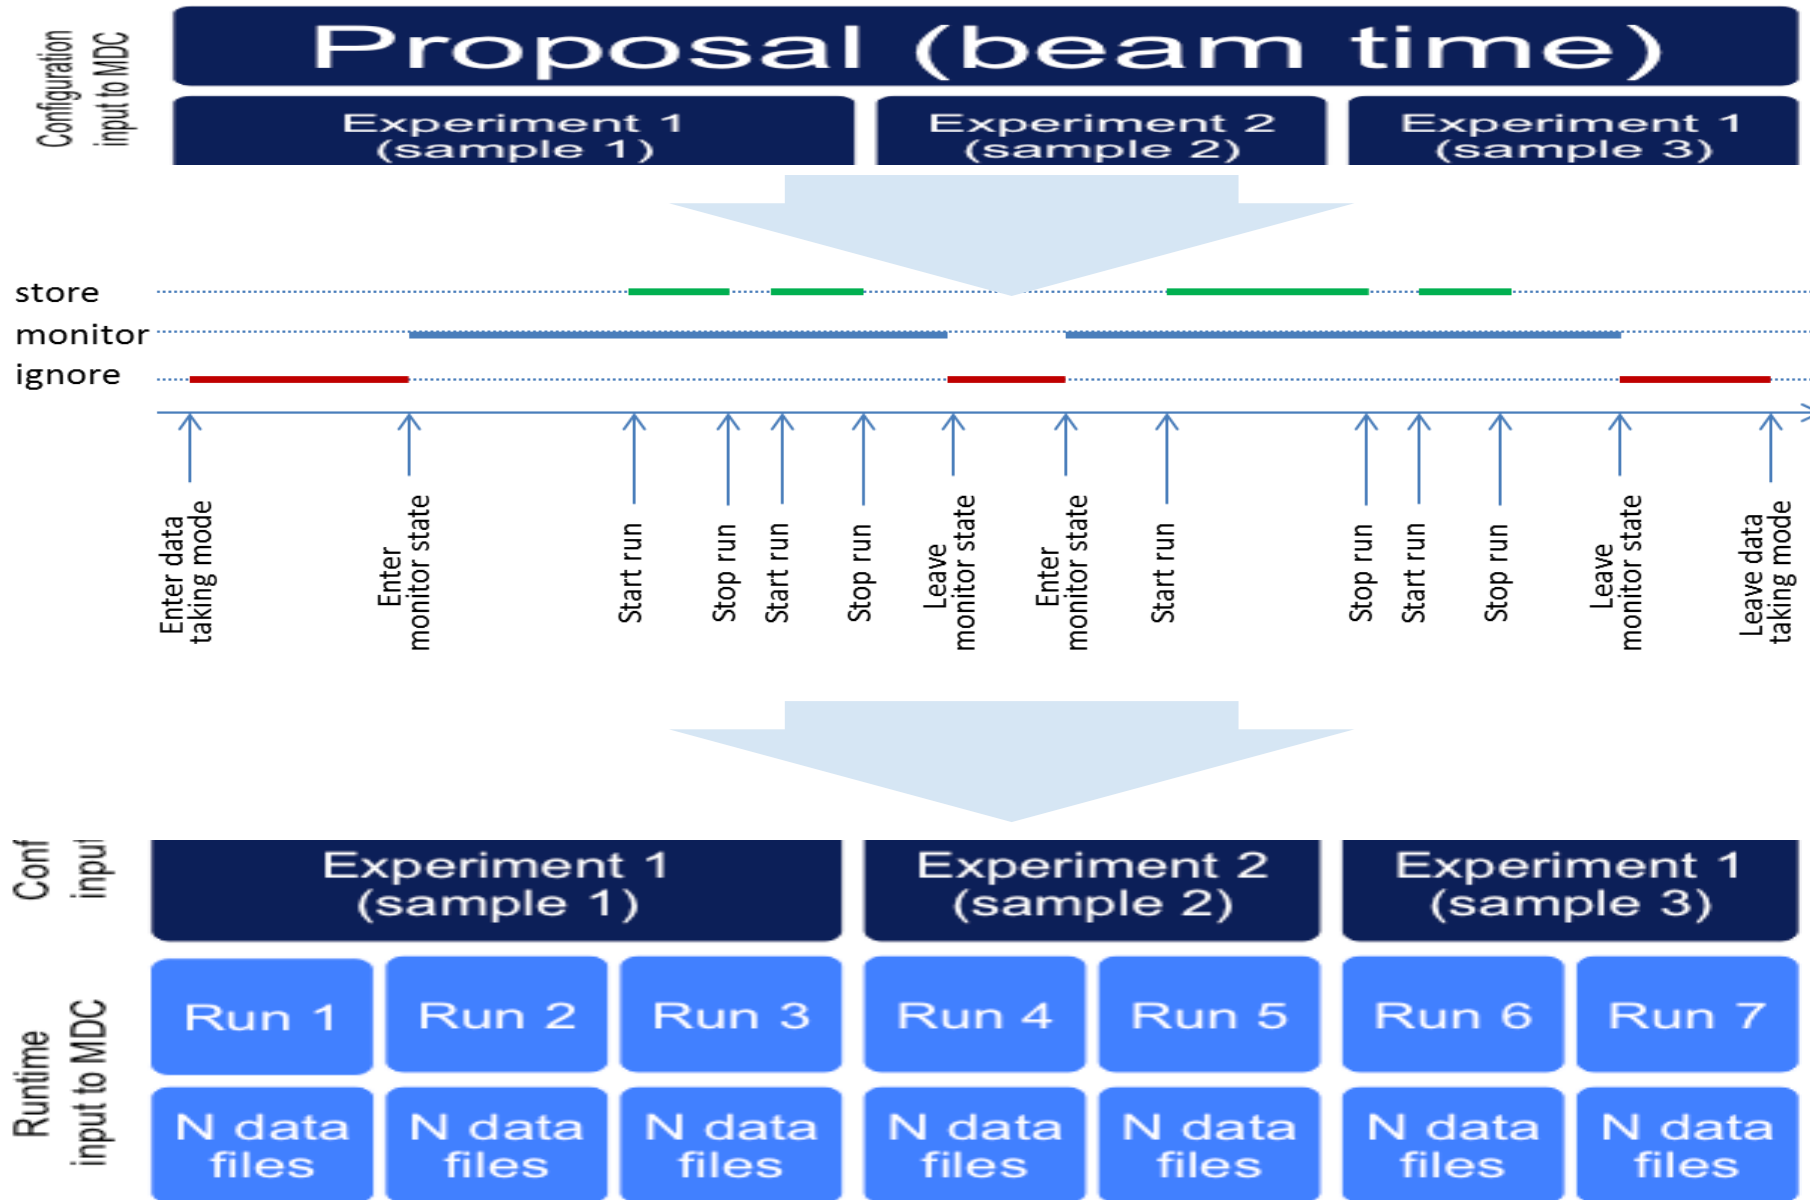 Configuration
input to MDC
Proposal (beam time)
Experiment 1
(sample 1)
Experiment 2
(sample 2)
Experiment 1
(sample 3)
store
monitor
ignore
Enter data
taking mode
Enter
monitor state
Start run
Stop run
Start run
Stop run
Leave
monitor state
Enter
monitor state
Start run
Stop run
Start run
Stop run
Leave
monitor state
Leave data
taking mode
Conf
input
Experiment 1
(sample 1)
Experiment 2
(sample 2)
Experiment 1
(sample 3)
Runtime
input to MDC
Run 1
Run 2
Run 3
Run 4
Run 5
Run 6
Run 7
N data
files
N data
files
N data
files
N data
files
N data
files
N data
files
N data
files